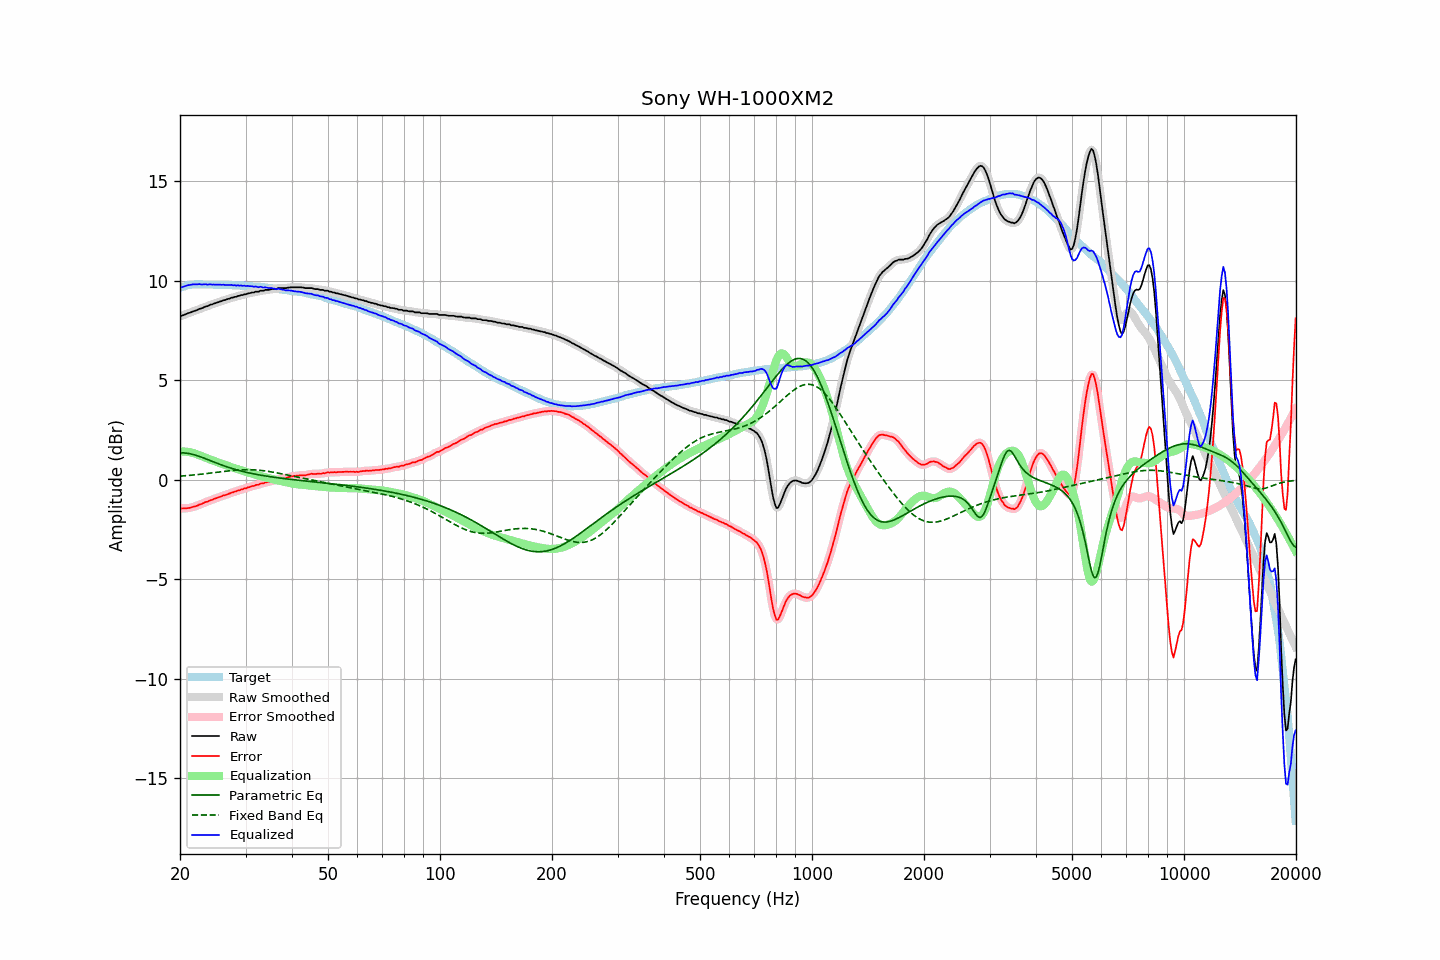 Sony WH-1000XM2
Amplitude (dBr)
15
10
5
0
−5
−10
−15
Target
Raw Smoothed
Error Smoothed
Raw
Error
Equalization
Parametric Eq
Fixed Band Eq
Equalized
20 50 100 200 500 1000 2000 5000 10000 20000
Frequency (Hz)